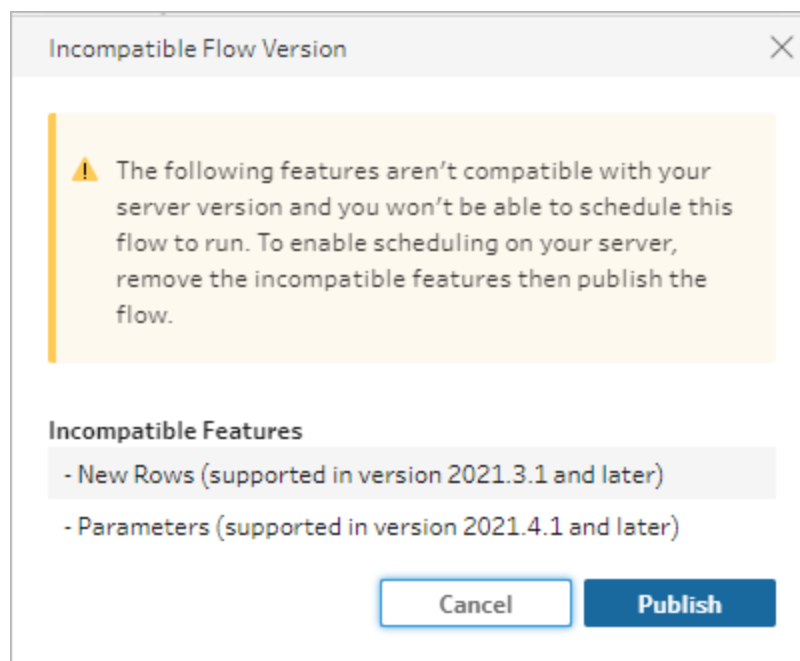 Incompatible Flow Version
The following features aren't compatible with your
server version and you won't be able to schedule this
flow to run. To enable scheduling on your server,
remove the incompatible features then publish the
flow.
Incompatible Features
- New Rows (supported in version 2021.3.1 and later)
- Parameters (supported in version 2021.4.1 and later)
Cancel
Publish